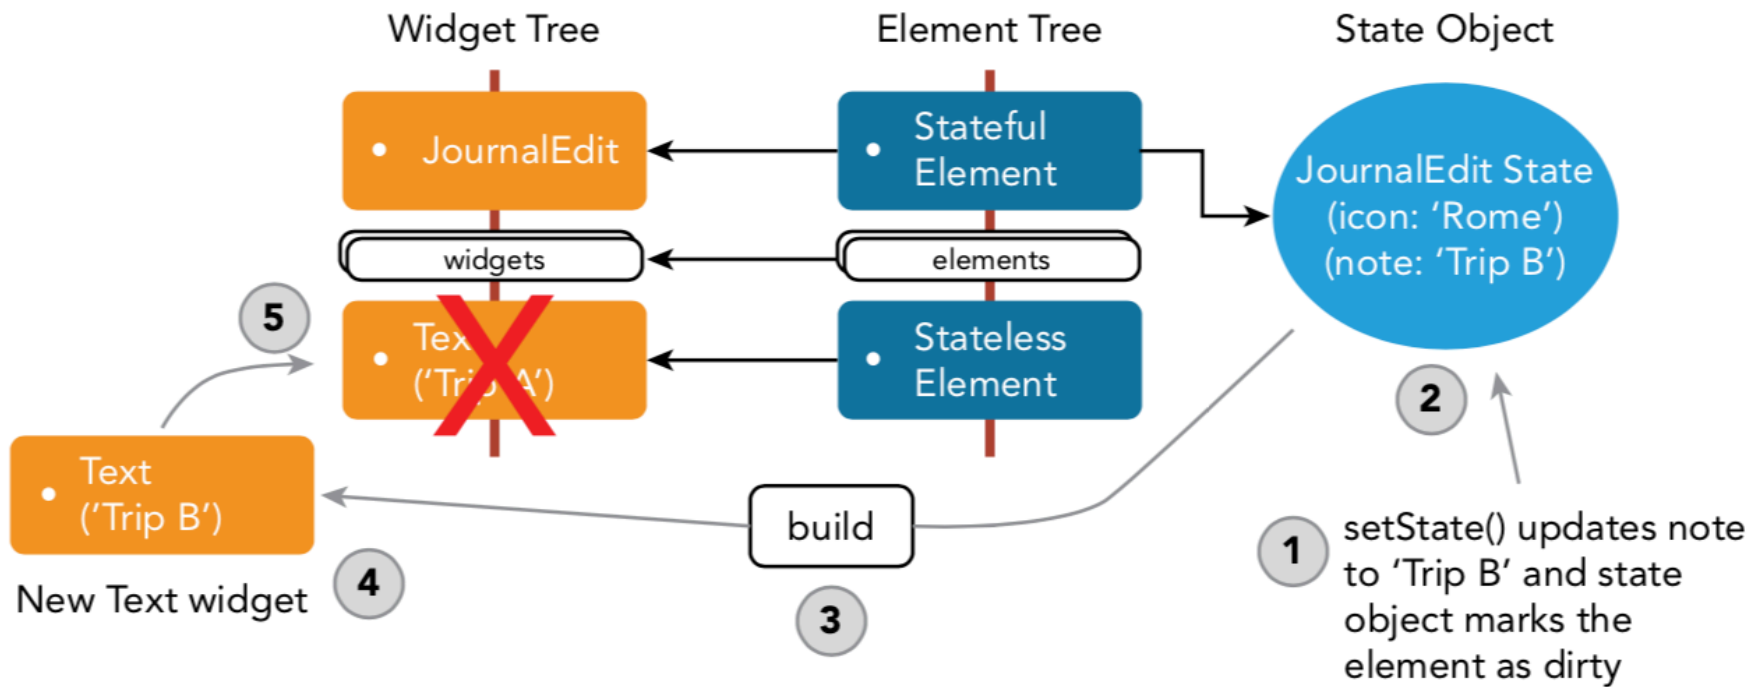 Widget Tree
Element Tree
State Object
• JournalEdit
• Stateful
Element
JournalEdit State
(icon: ‘Rome’)
(note: ‘Trip B’)
widgets
elements
5
• Text
(‘Trip A’)
• Stateless
Element
2
• Text
(‘Trip B’)
New Text widget
4
build
3
1
setState() updates note
to ‘Trip B’ and state
object marks the
element as dirty